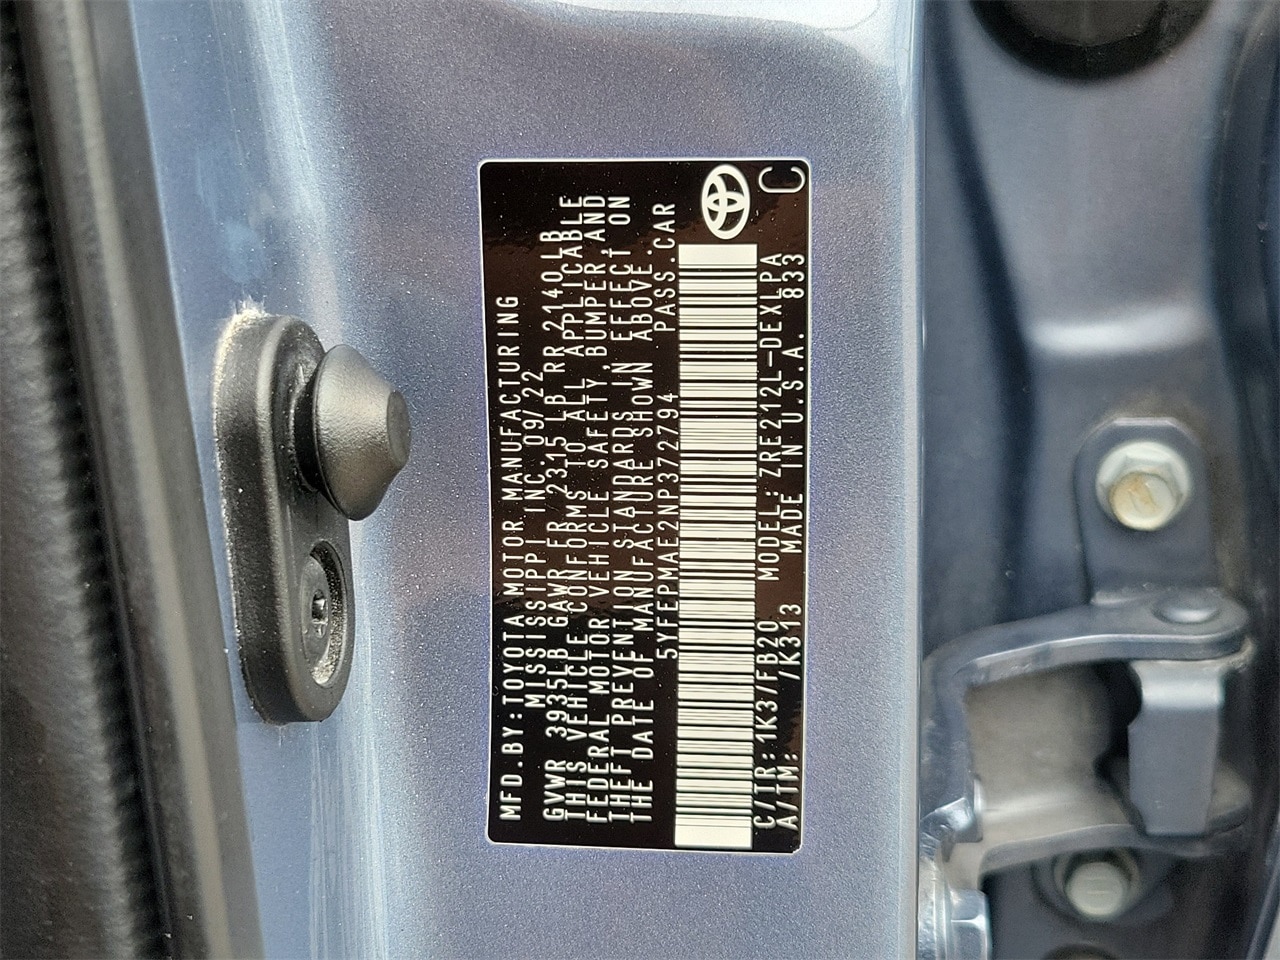 MFD.BY:TOYOTA MOTOR MANUFACTURING
MISSISSIPPI INC. 09/22
GVWR 3935LB GAWR FR 2315 LB RR 2140LB
THIS VEHICLE CONFORMS TO ALL APPLICABLE
FEDERAL MOTOR VEHICLE SAFETY,BUMPER,AND
THEFT PREVENTION STANDARDS IN EFFECT ON
THE DATE OF MANUFACTURE SHOWN ABOVE.
5YFEPMAE2NP372794 PASS.CAR
C/TR:1K3/FB20 MODEL:ZRE212L-DEXLPA
A/TM: /K313 MADE IN U.S.A. 833
C